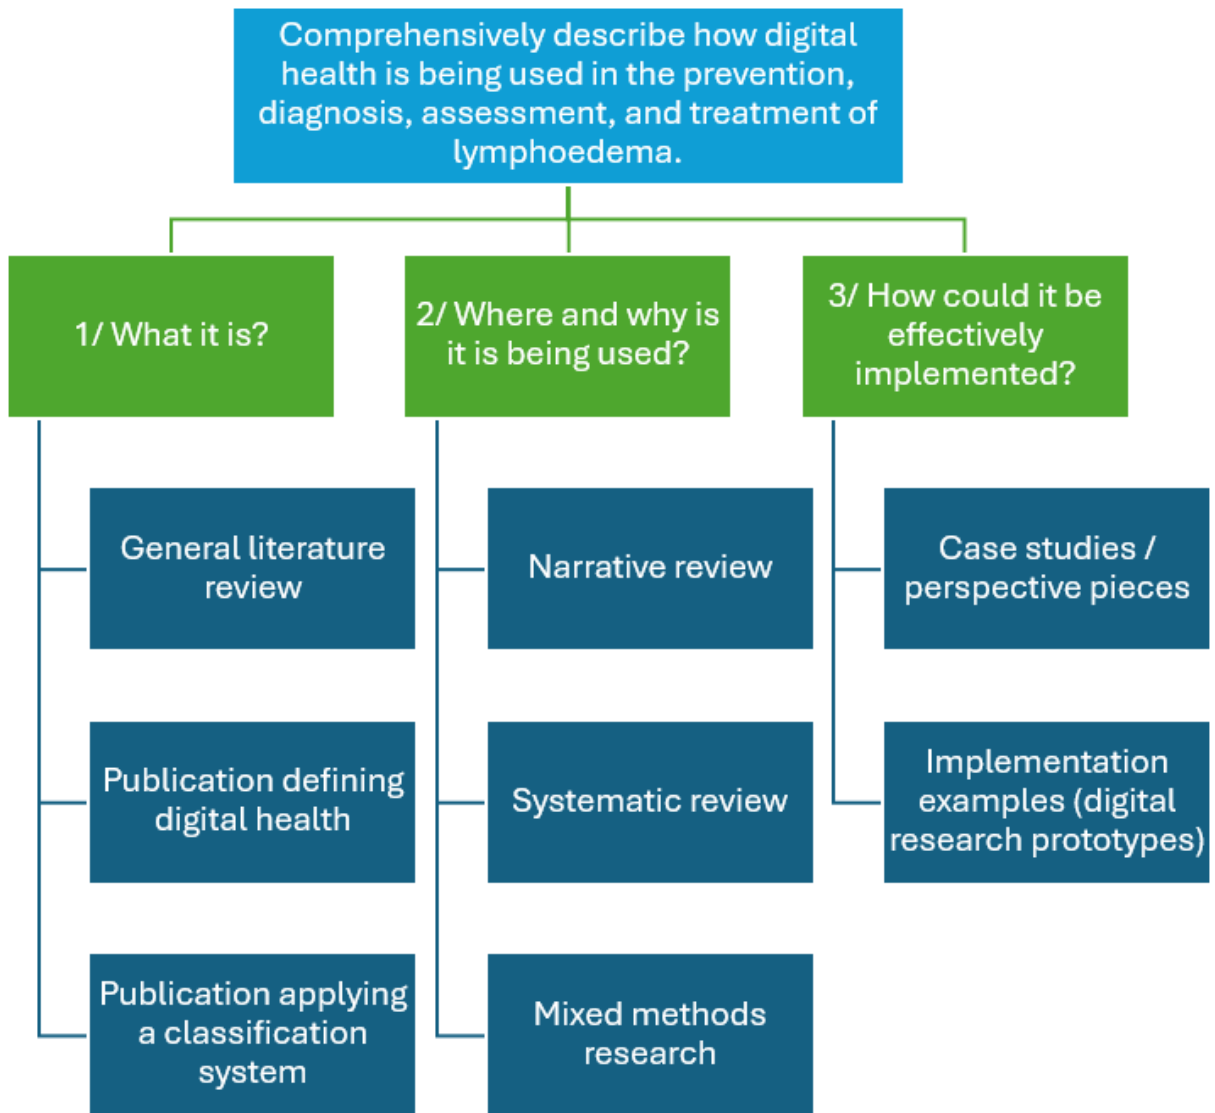 Comprehensively describe how digital
health is being used in the prevention,
diagnosis, assessment, and treatment of
lymphoedema.
1/ What it is?
2/ Where and why is
it is being used?
3/ How could it be
effectively
implemented?
General literature
review
Narrative review
Case studies /
perspective pieces
Publication defining
digital health
Systematic review
Implementation
examples (digital
research prototypes)
Publication applying
a classification
system
Mixed methods
research